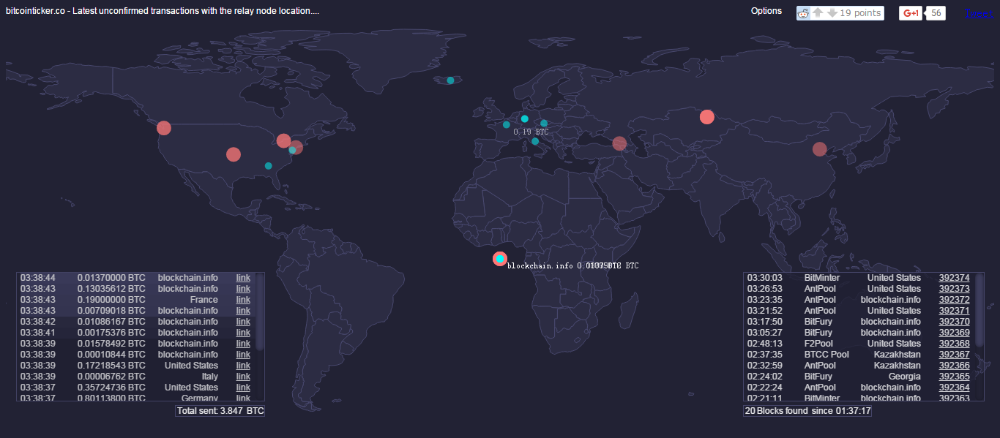 bitcointicker.co - Latest unconfirmed transactions with the relay node location....
Options
19 points
G+1 56
Tweet
0.19 BTC
blockchain.info BTC
03:38:44 0.01370000 BTC blockchain.info link
03:38:43 0.13035612 BTC blockchain.info link
03:38:43 0.19000000 BTC France link
03:38:43 0.00709018 BTC blockchain.info link
03:38:42 0.01086167 BTC blockchain.info link
03:38:41 0.00175376 BTC blockchain.info link
03:38:39 0.01578492 BTC blockchain.info link
03:38:39 0.00010844 BTC blockchain.info link
03:38:39 0.17218543 BTC United States link
03:38:39 0.00006762 BTC Italy link
03:38:37 0.35724736 BTC United States link
03:38:37 0.80113800 BTC Germany link
Total sent: 3.847 BTC
03:30:03 BitMinter United States 392374
03:26:53 AntPool United States 392373
03:23:35 AntPool blockchain.info 392372
03:21:52 AntPool United States 392371
03:17:50 BitFury blockchain.info 392370
03:05:27 BitFury blockchain.info 392369
02:48:13 F2Pool United States 392368
02:37:35 BTCC Pool Kazakhstan 392367
02:32:59 AntPool Kazakhstan 392366
02:24:02 BitFury Georgia 392365
02:22:24 AntPool blockchain.info 392364
02:21:11 BitMinter blockchain.info 392363
20 Blocks found since 01:37:17